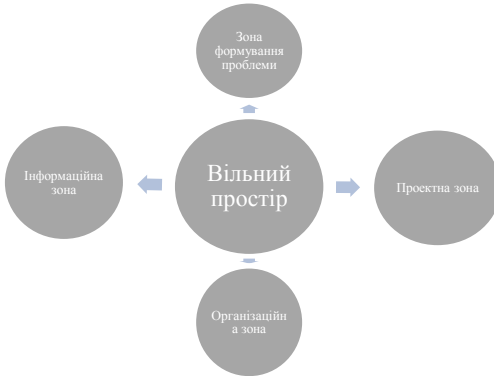 Зона
формування
проблеми
Інформаційна
зона
Вільний
простір
Проектна зона
Організаційн
а зона